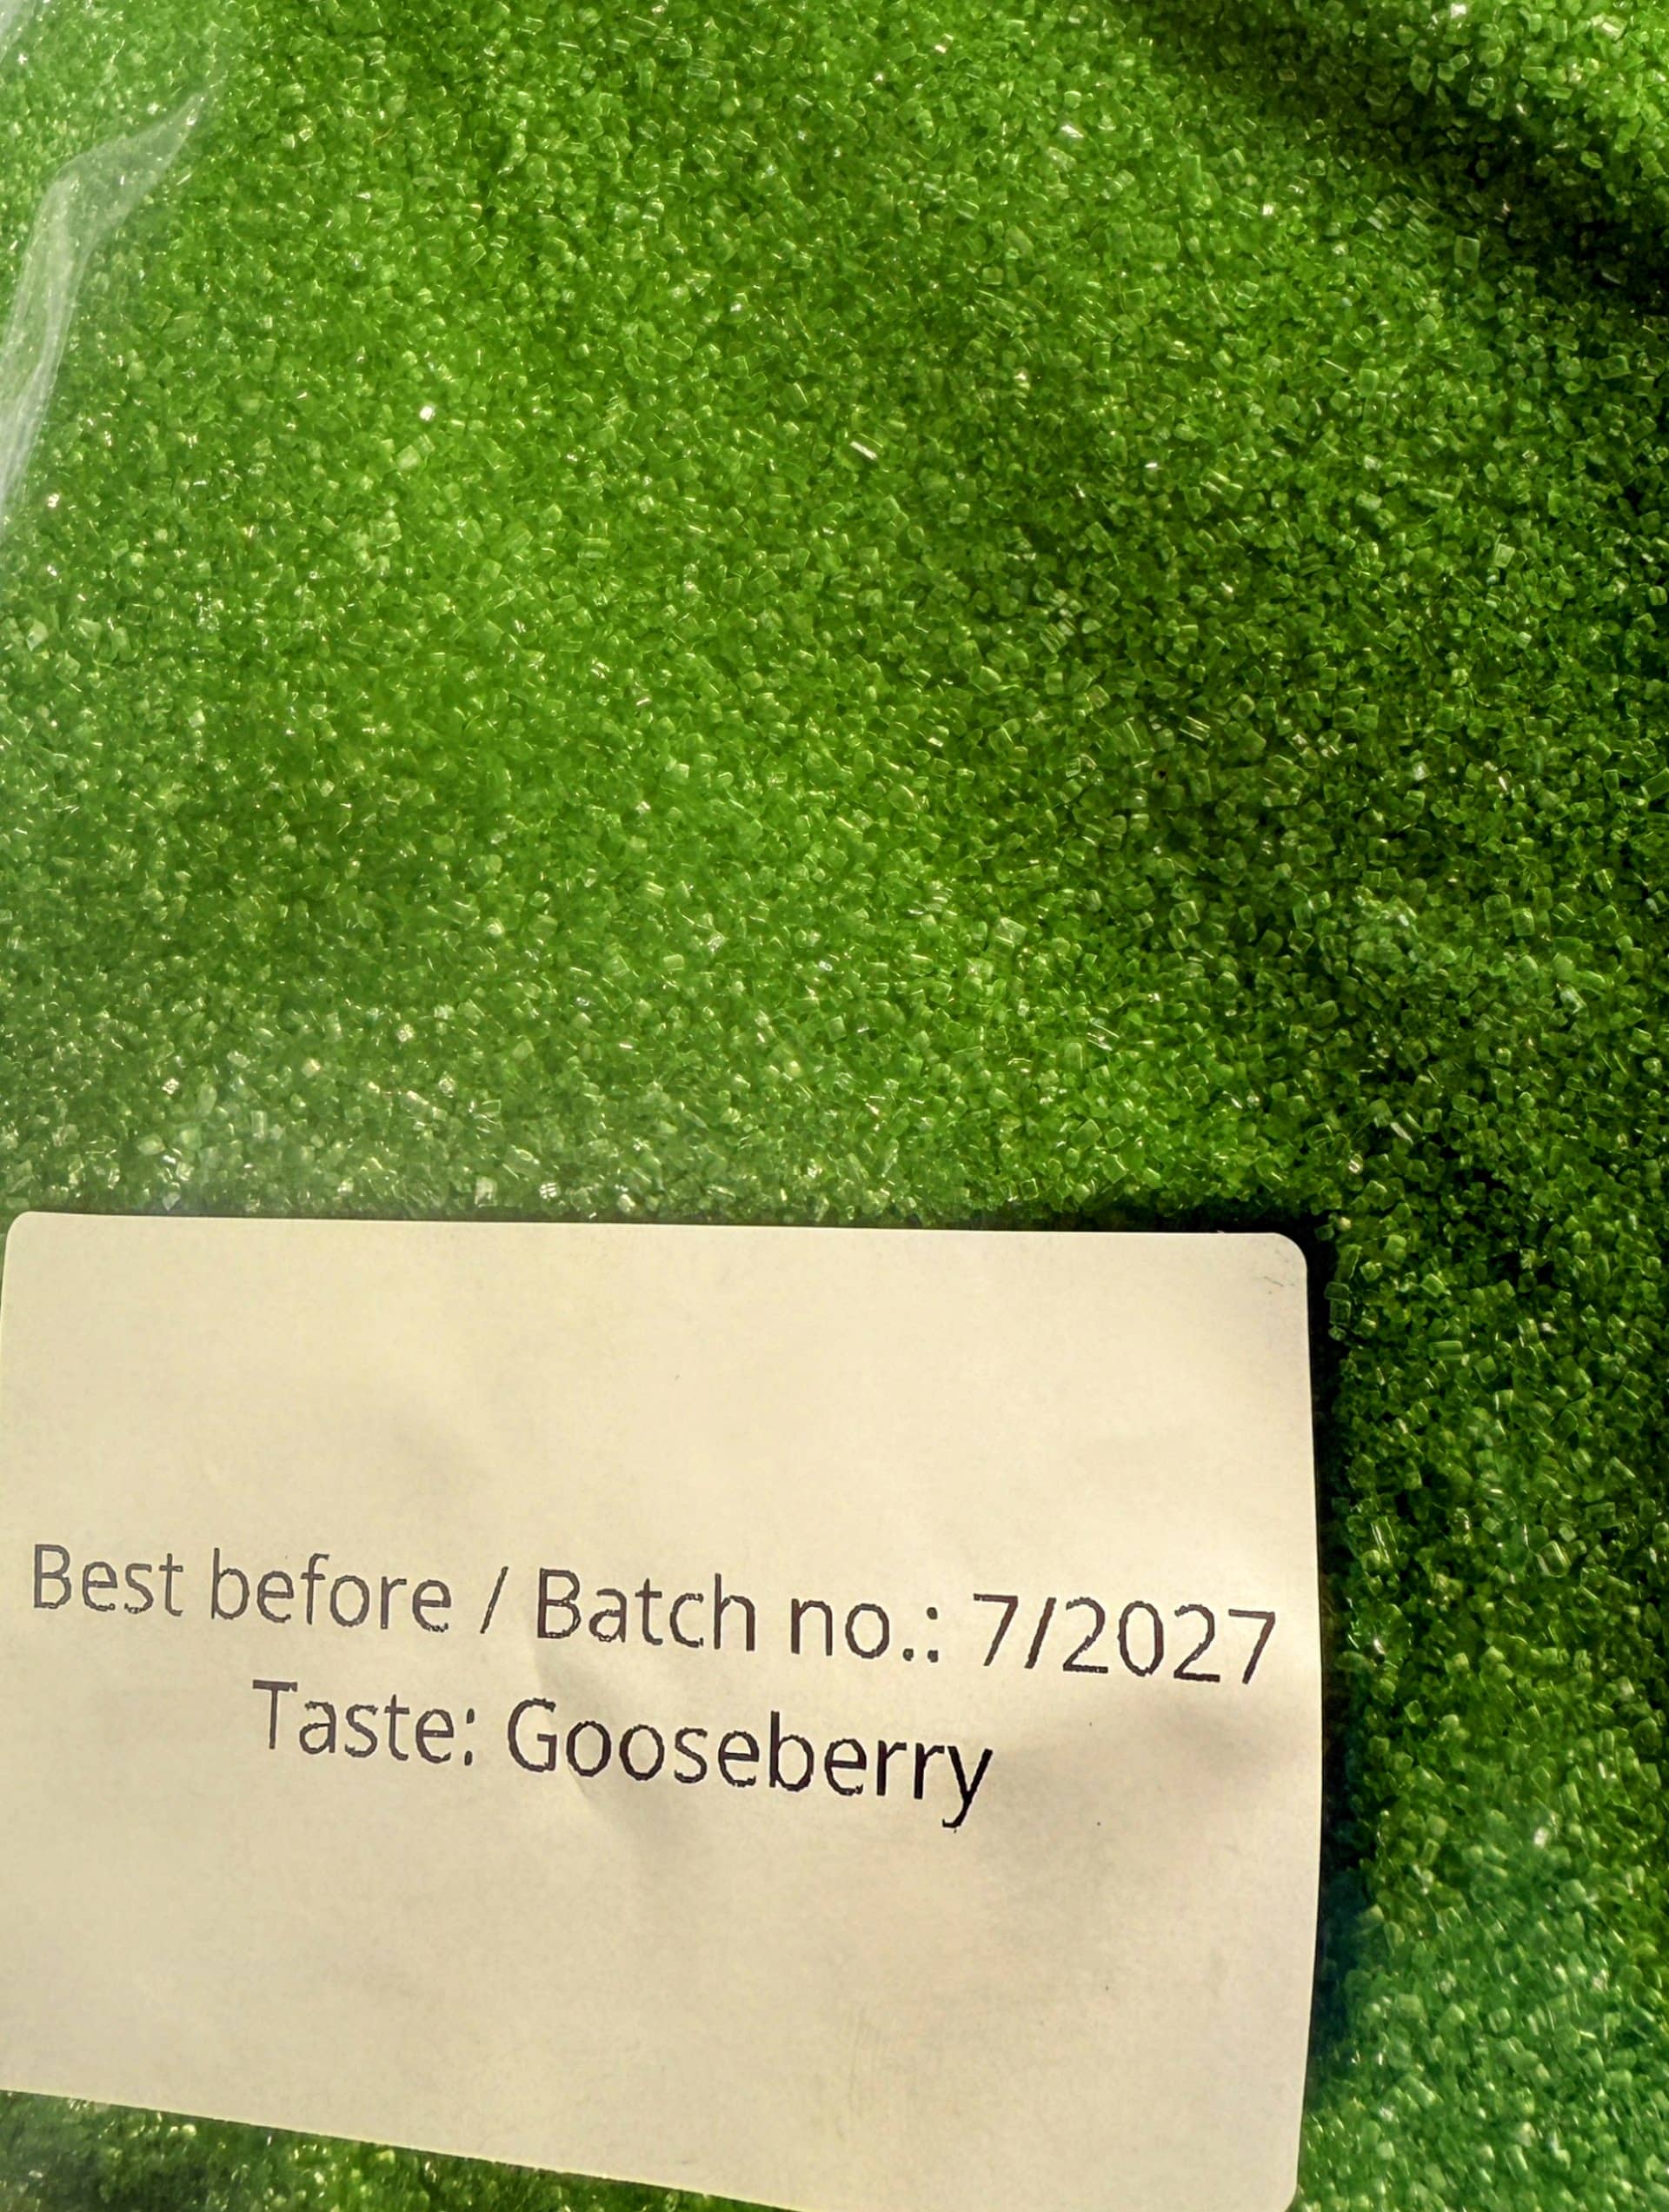 Best before / Batch no.: 7/2027
Taste: Gooseberry